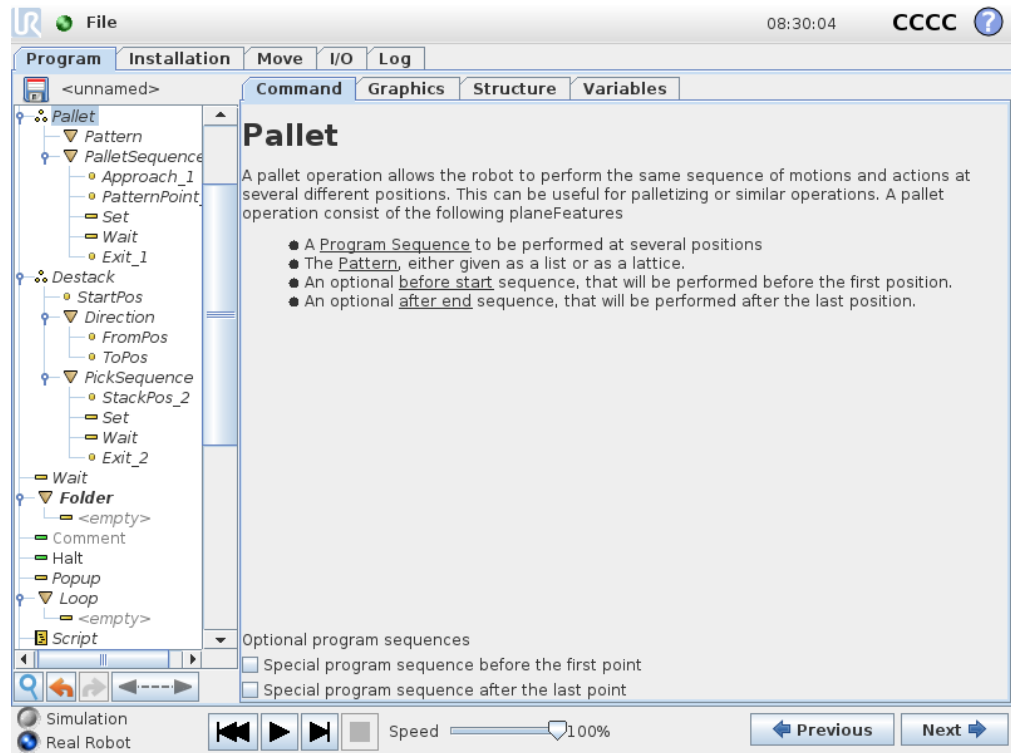 UR File 08:30:04 CCCC ?
Program Installation Move I/O Log
<unnamed> Command Graphics Structure Variables
Pallet
Pattern
PalletSequence
Approach_1
PatternPoint_
Set
Wait
Exit_1
Destack
StartPos
Direction
FromPos
ToPos
PickSequence
StackPos_2
Set
Wait
Exit_2
Wait
Folder
<empty>
Comment
Halt
Popup
Loop
<empty>
Script
Pallet
A pallet operation allows the robot to perform the same sequence of motions and actions at
several different positions. This can be useful for palletizing or similar operations. A pallet
operation consist of the following planeFeatures
● A Program Sequence to be performed at several positions
● The Pattern, either given as a list or as a lattice.
● An optional before start sequence, that will be performed before the first position.
● An optional after end sequence, that will be performed after the last position.
Optional program sequences
Special program sequence before the first point
Special program sequence after the last point
Simulation
Real Robot
Speed 100% Previous Next